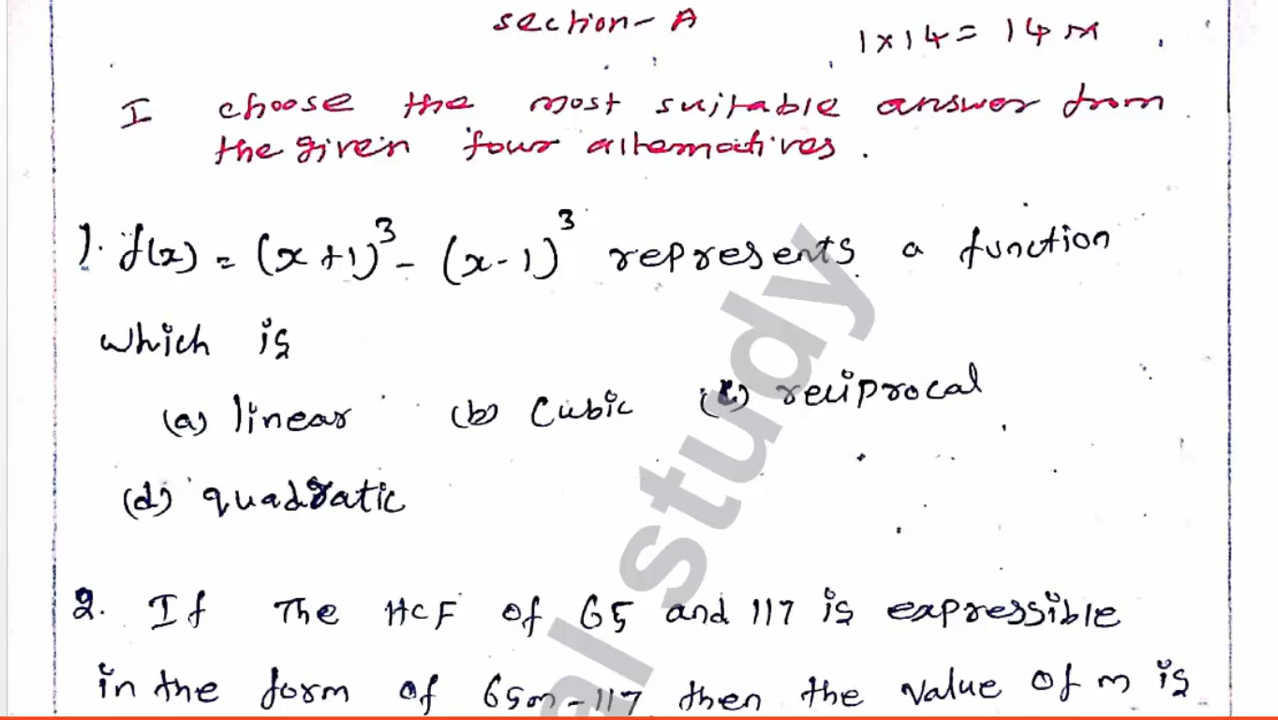 section - A
1 x 14 = 14 M
I choose the most suitable answer from
the given four alternatives.
1. f(x) = (x+1)³ - (x-1)³ represents a function
which is
(a) linear (b) Cubic (c) reciprocal
(d) quadratic
2. If The HCF of 65 and 117 is expressible
in the form of 65m-117 then the value of m is
al study